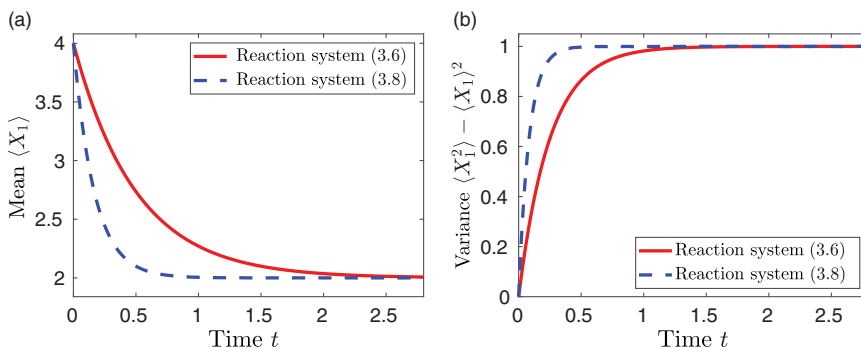 (a)
Mean ⟨X₁⟩
4
3.5
3
2.5
2
Reaction system (3.6)
Reaction system (3.8)
0 0.5 1 1.5 2 2.5
Time t
(b)
Variance ⟨X₁²⟩ − ⟨X₁⟩²
1
0.8
0.6
0.4
0.2
0
Reaction system (3.6)
Reaction system (3.8)
0 0.5 1 1.5 2 2.5
Time t